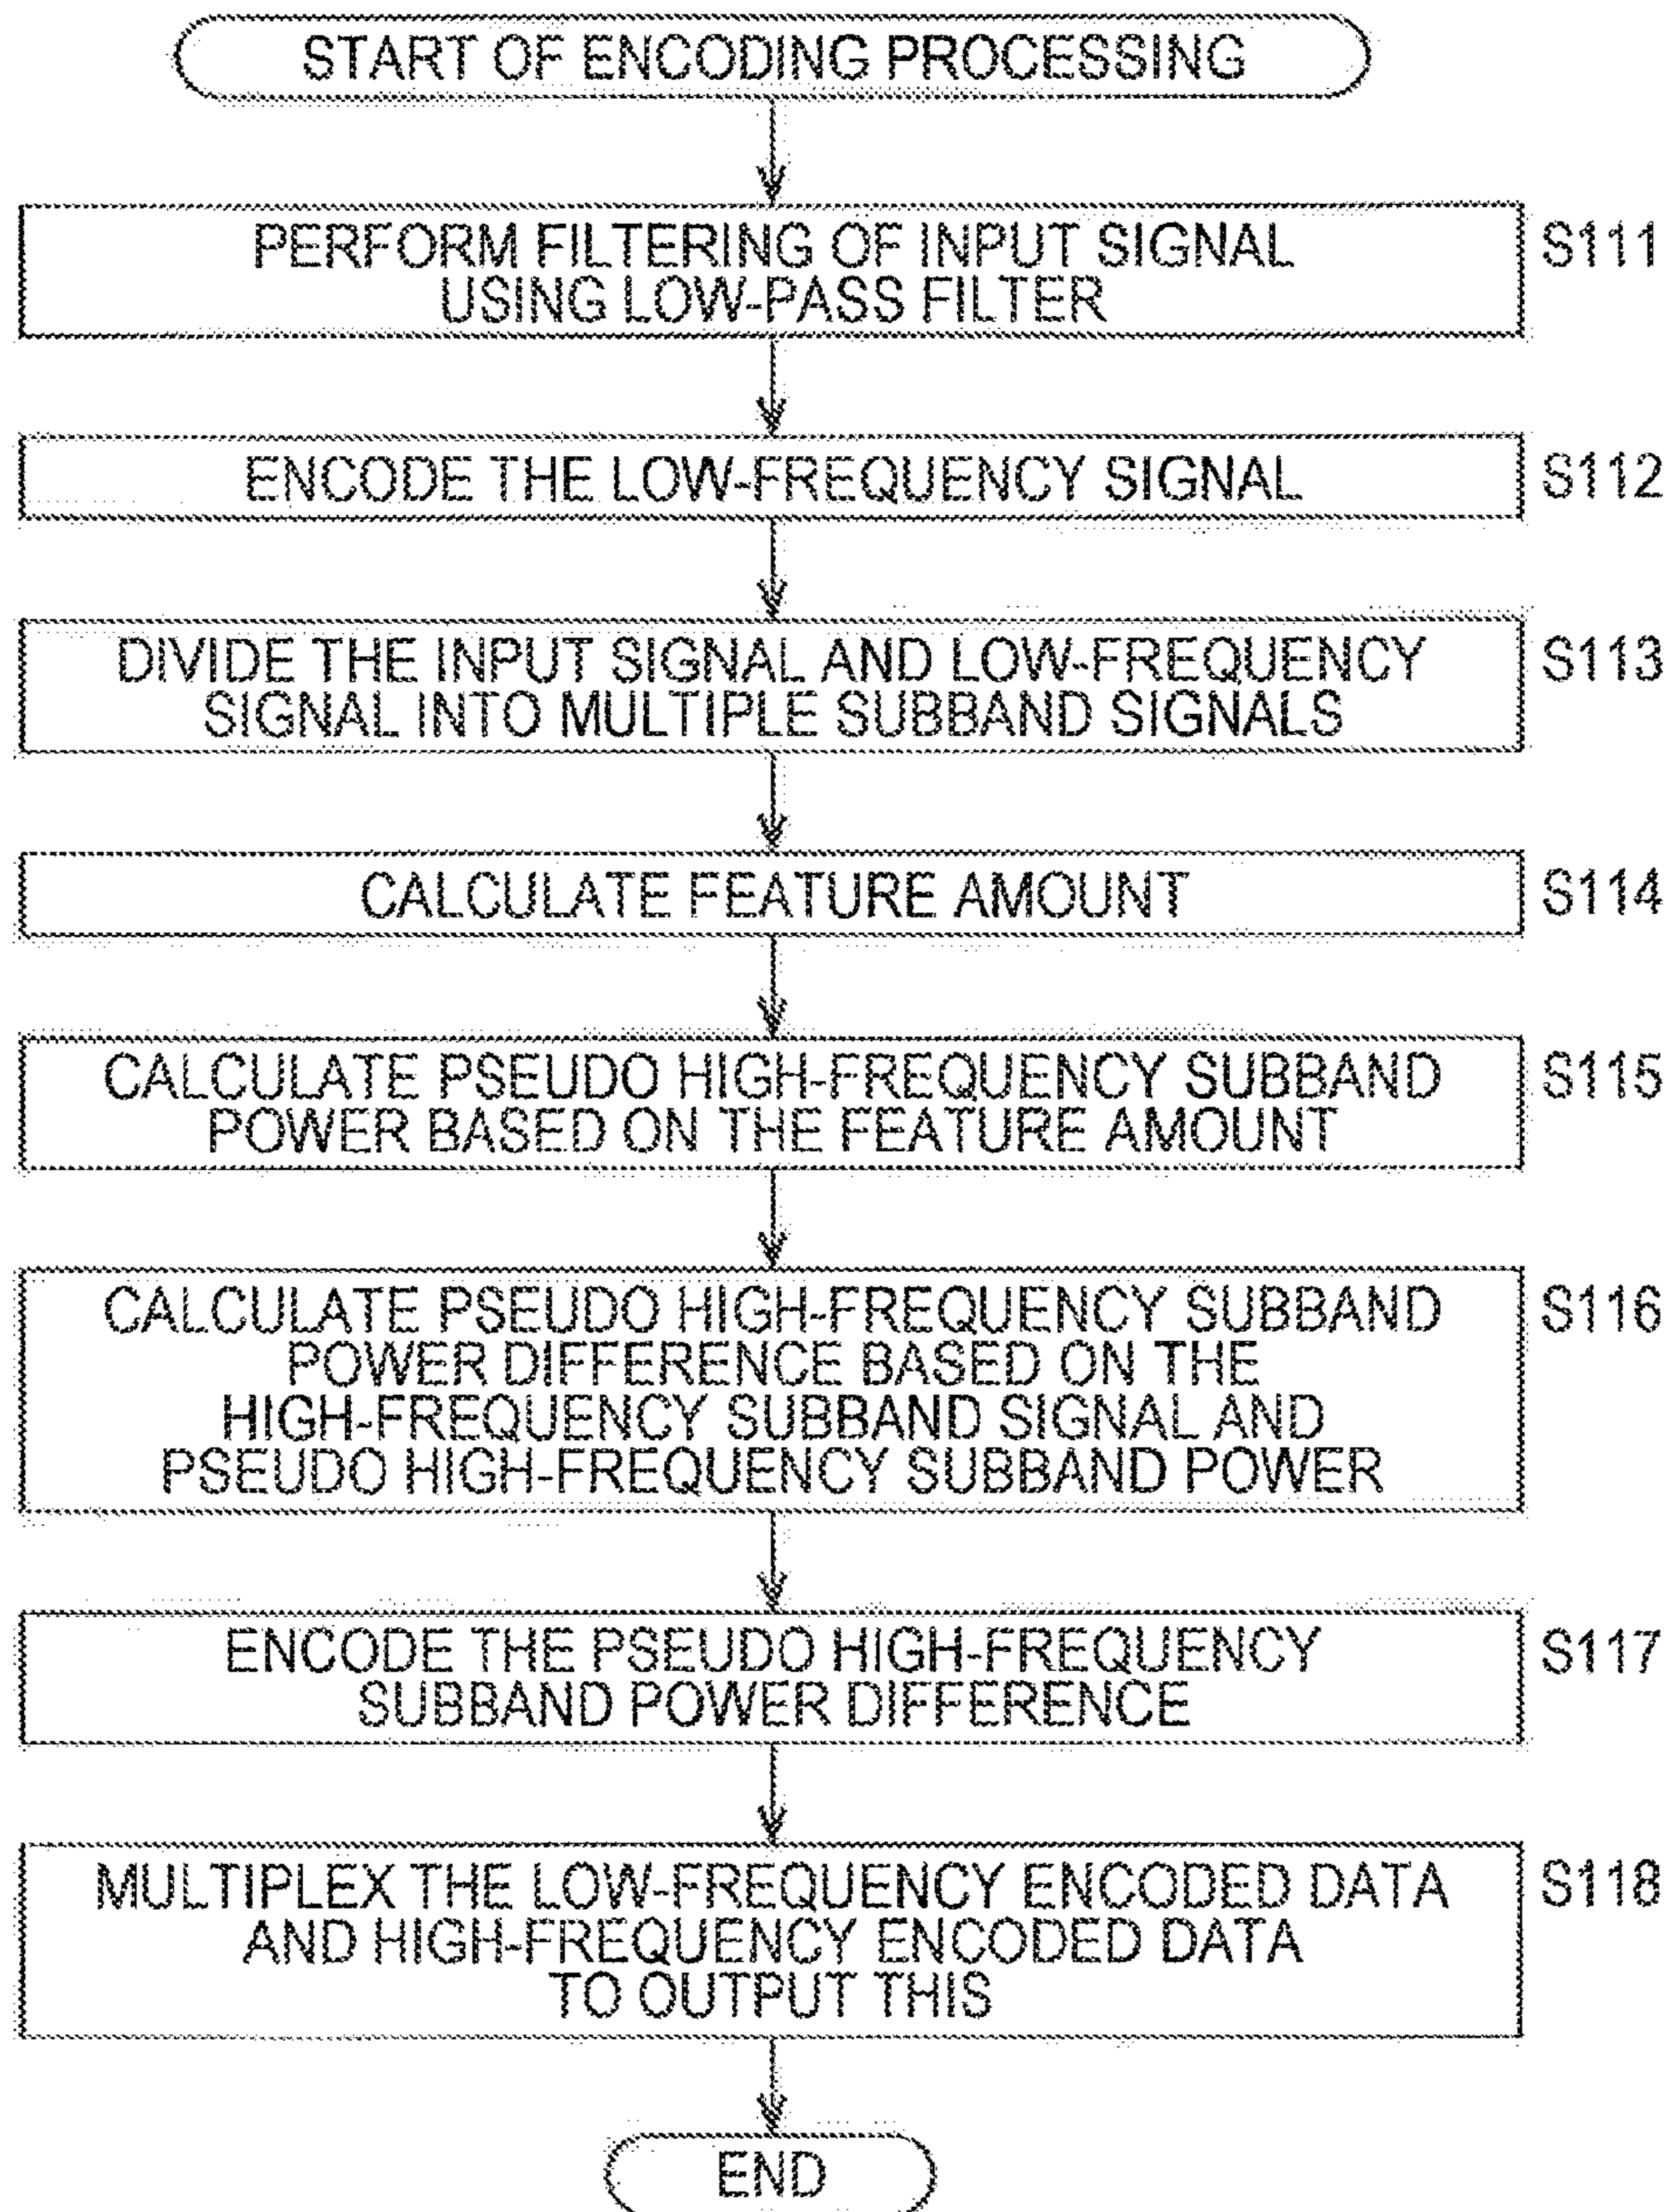 START OF ENCODING PROCESSING
PERFORM FILTERING OF INPUT SIGNAL
USING LOW-PASS FILTER
S111
ENCODE THE LOW-FREQUENCY SIGNAL
S112
DIVIDE THE INPUT SIGNAL AND LOW-FREQUENCY
SIGNAL INTO MULTIPLE SUBBAND SIGNALS
S113
CALCULATE FEATURE AMOUNT
S114
CALCULATE PSEUDO HIGH-FREQUENCY SUBBAND
POWER BASED ON THE FEATURE AMOUNT
S115
CALCULATE PSEUDO HIGH-FREQUENCY SUBBAND
POWER DIFFERENCE BASED ON THE
HIGH-FREQUENCY SUBBAND SIGNAL AND
PSEUDO HIGH-FREQUENCY SUBBAND POWER
S116
ENCODE THE PSEUDO HIGH-FREQUENCY
SUBBAND POWER DIFFERENCE
S117
MULTIPLEX THE LOW-FREQUENCY ENCODED DATA
AND HIGH-FREQUENCY ENCODED DATA
TO OUTPUT THIS
S118
END